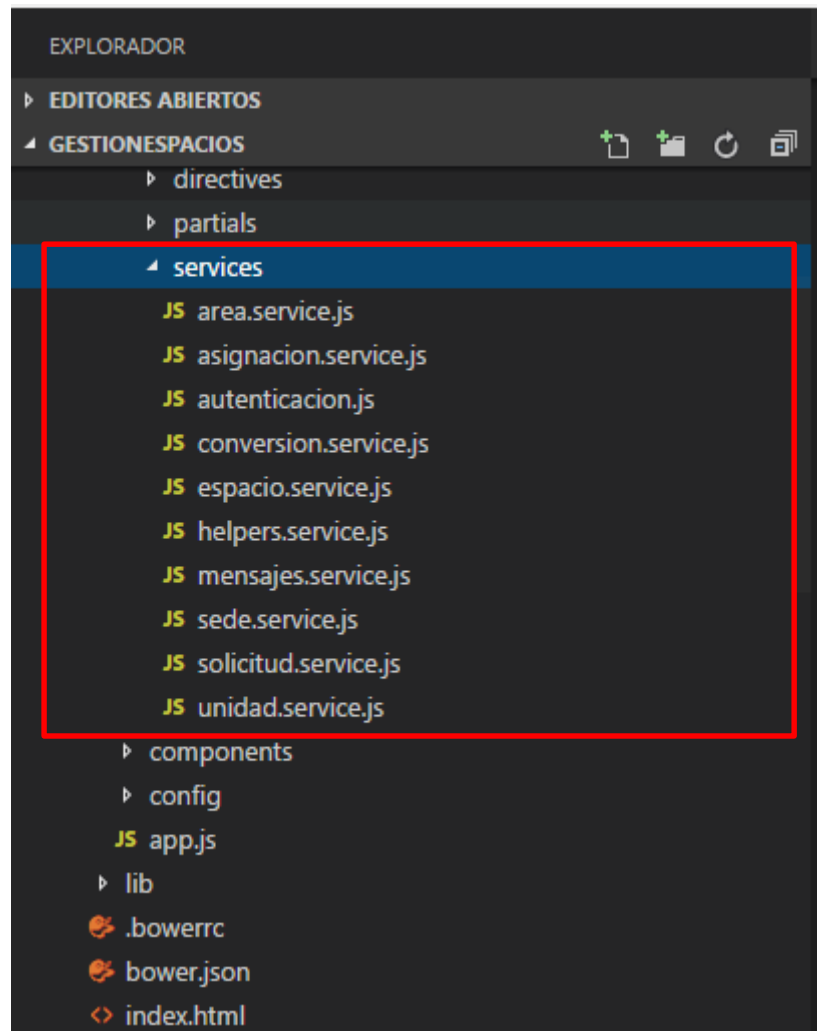 EXPLORADOR
EDITORES ABIERTOS
GESTIONESPACIOS
directives
partials
services
JS area.service.js
JS asignacion.service.js
JS autenticacion.js
JS conversion.service.js
JS espacio.service.js
JS helpers.service.js
JS mensajes.service.js
JS sede.service.js
JS solicitud.service.js
JS unidad.service.js
components
config
JS app.js
lib
.bowerrc
bower.json
<> index.html